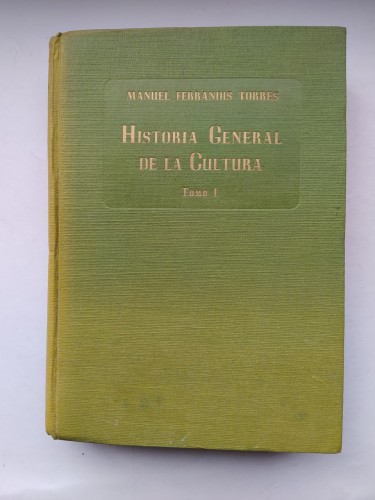 MANUEL FERRANDIS TORRES
HISTORIA GENERAL
DE LA CULTURA
Tomo I